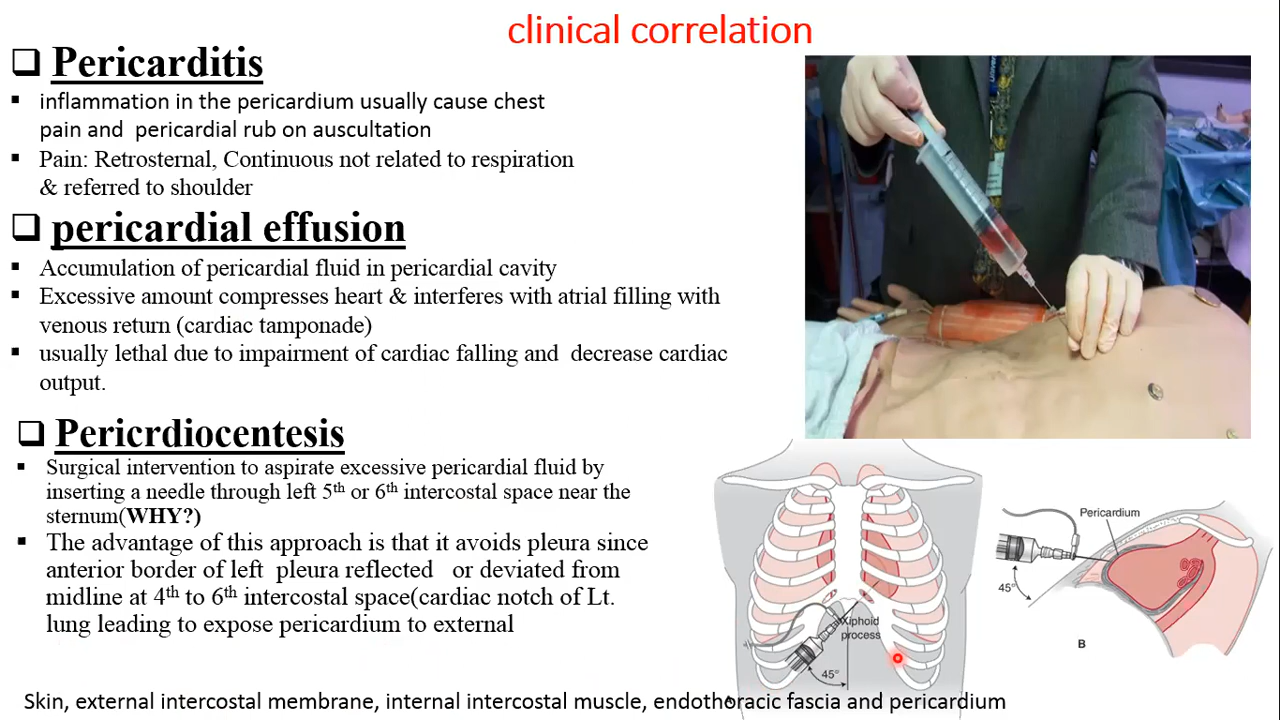 clinical correlation
Pericarditis
inflammation in the pericardium usually cause chest
pain and pericardial rub on auscultation
Pain: Retrosternal, Continuous not related to respiration
& referred to shoulder
pericardial effusion
Accumulation of pericardial fluid in pericardial cavity
Excessive amount compresses heart & interferes with atrial filling with
venous return (cardiac tamponade)
usually lethal due to impairment of cardiac falling and decrease cardiac
output.
Pericrdiocentesis
Surgical intervention to aspirate excessive pericardial fluid by
inserting a needle through left 5th or 6th intercostal space near the
sternum(WHY?)
The advantage of this approach is that it avoids pleura since
anterior border of left pleura reflected or deviated from
midline at 4th to 6th intercostal space(cardiac notch of Lt.
lung leading to expose pericardium to external
Xiphoid
process
45°
Pericardium
45°
B
Skin, external intercostal membrane, internal intercostal muscle, endothoracic fascia and pericardium